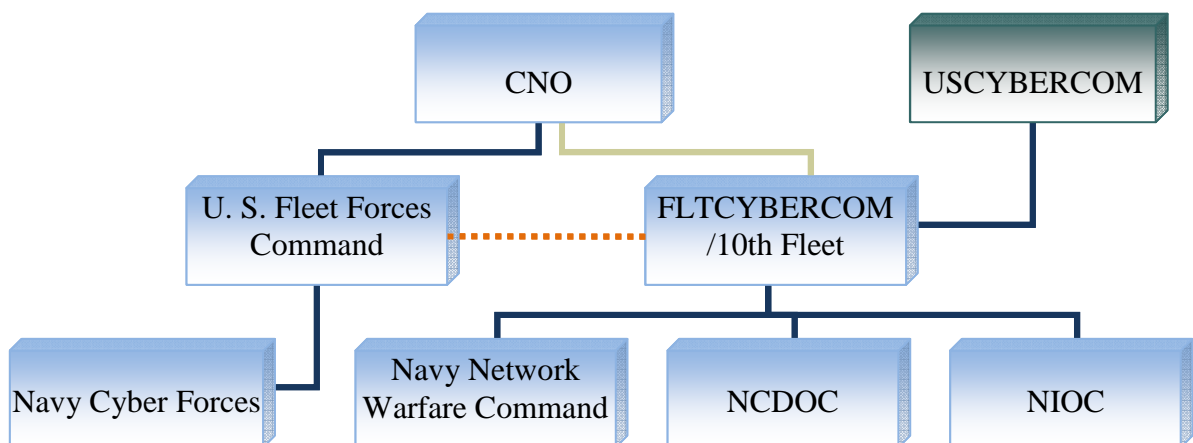 CNO
USCYBERCOM
U. S. Fleet Forces
Command
FLTCYBERCOM
/10th Fleet
Navy Cyber Forces
Navy Network
Warfare Command
NCDOC
NIOC